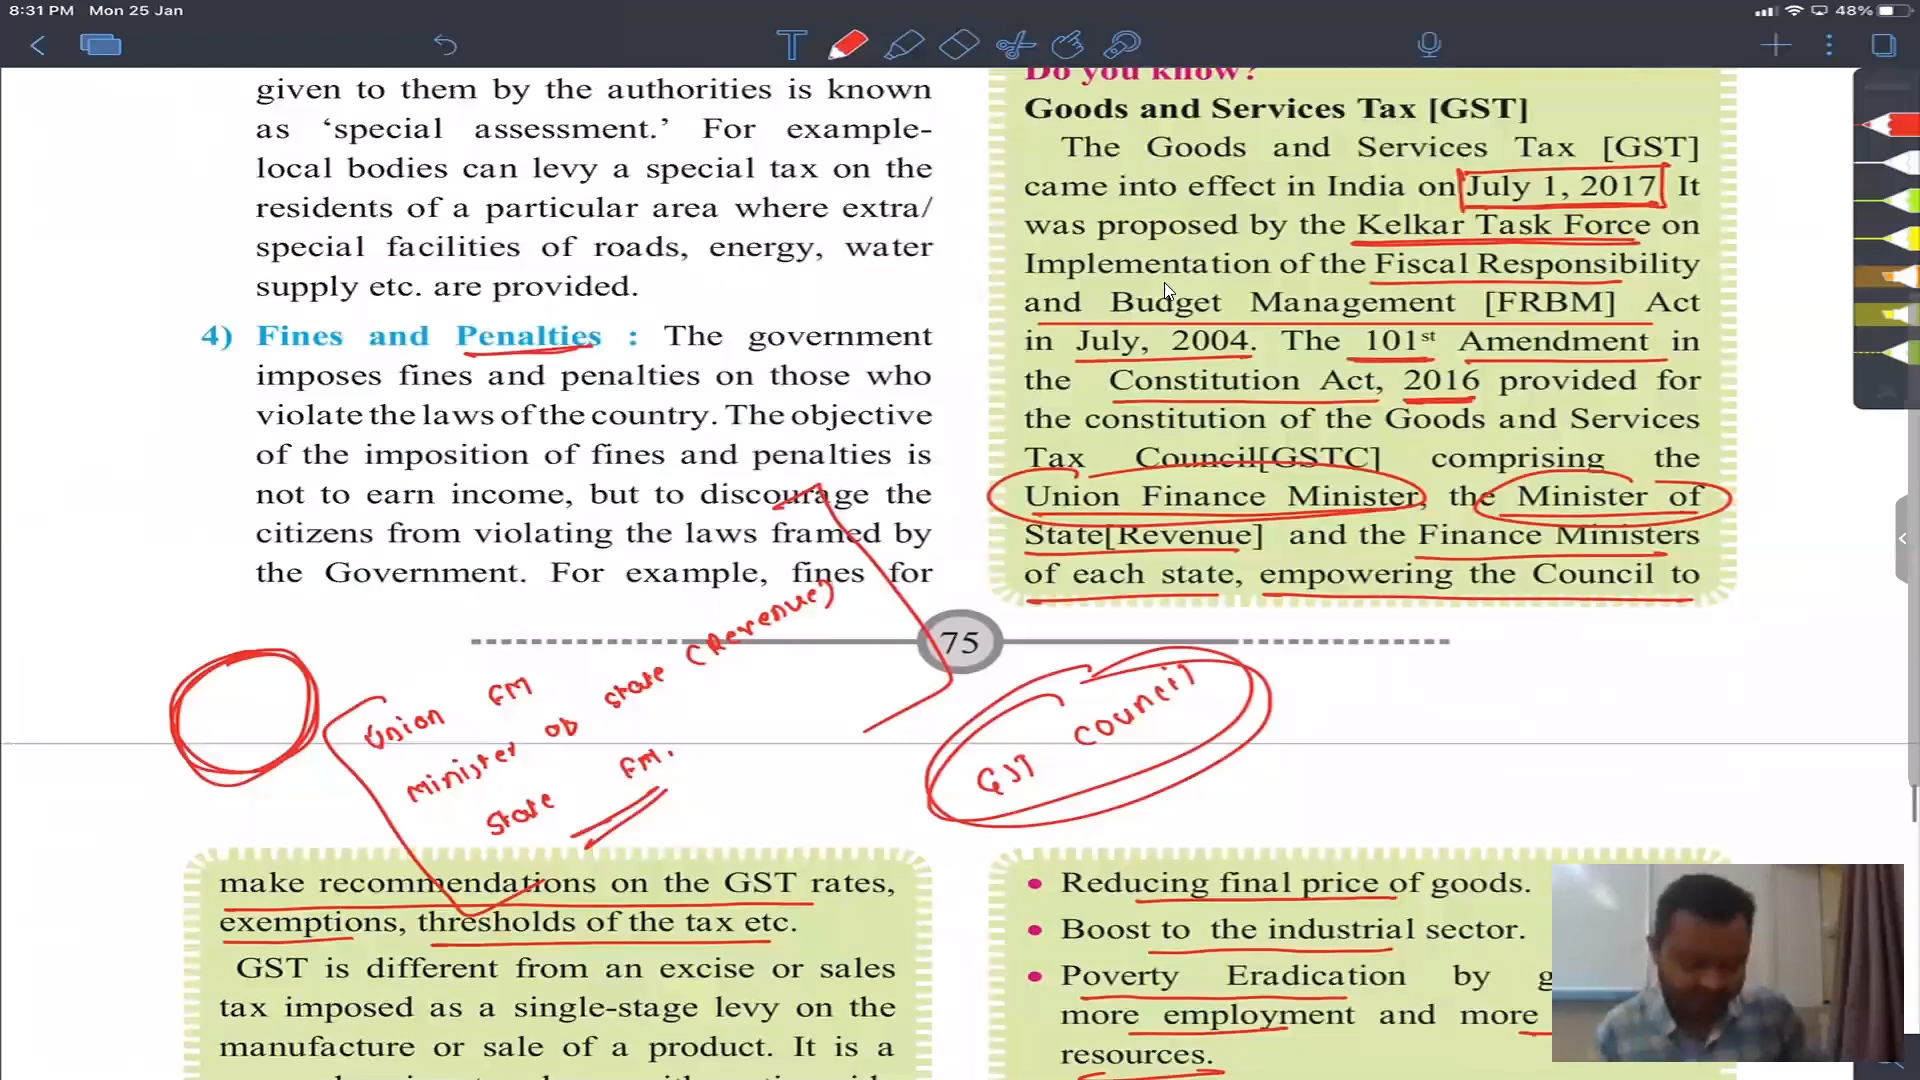 8:31 PM Mon 25 Jan
48%
given to them by the authorities is known
as ‘special assessment.’ For example-
local bodies can levy a special tax on the
residents of a particular area where extra/
special facilities of roads, energy, water
supply etc. are provided.
4) Fines and Penalties : The government
imposes fines and penalties on those who
violate the laws of the country. The objective
of the imposition of fines and penalties is
not to earn income, but to discourage the
citizens from violating the laws framed by
the Government. For example, fines for
Do you know?
Goods and Services Tax [GST]
The Goods and Services Tax [GST]
came into effect in India on July 1, 2017. It
was proposed by the Kelkar Task Force on
Implementation of the Fiscal Responsibility
and Budget Management [FRBM] Act
in July, 2004. The 101st Amendment in
the Constitution Act, 2016 provided for
the constitution of the Goods and Services
Tax Council[GSTC] comprising the
Union Finance Minister, the Minister of
State[Revenue] and the Finance Ministers
of each state, empowering the Council to
75
Union FM
Minister of State (Revenue)
State FM.
GST Council
make recommendations on the GST rates,
exemptions, thresholds of the tax etc.
GST is different from an excise or sales
tax imposed as a single-stage levy on the
manufacture or sale of a product. It is a
Reducing final price of goods.
Boost to the industrial sector.
Poverty Eradication by
more employment and more
resources.